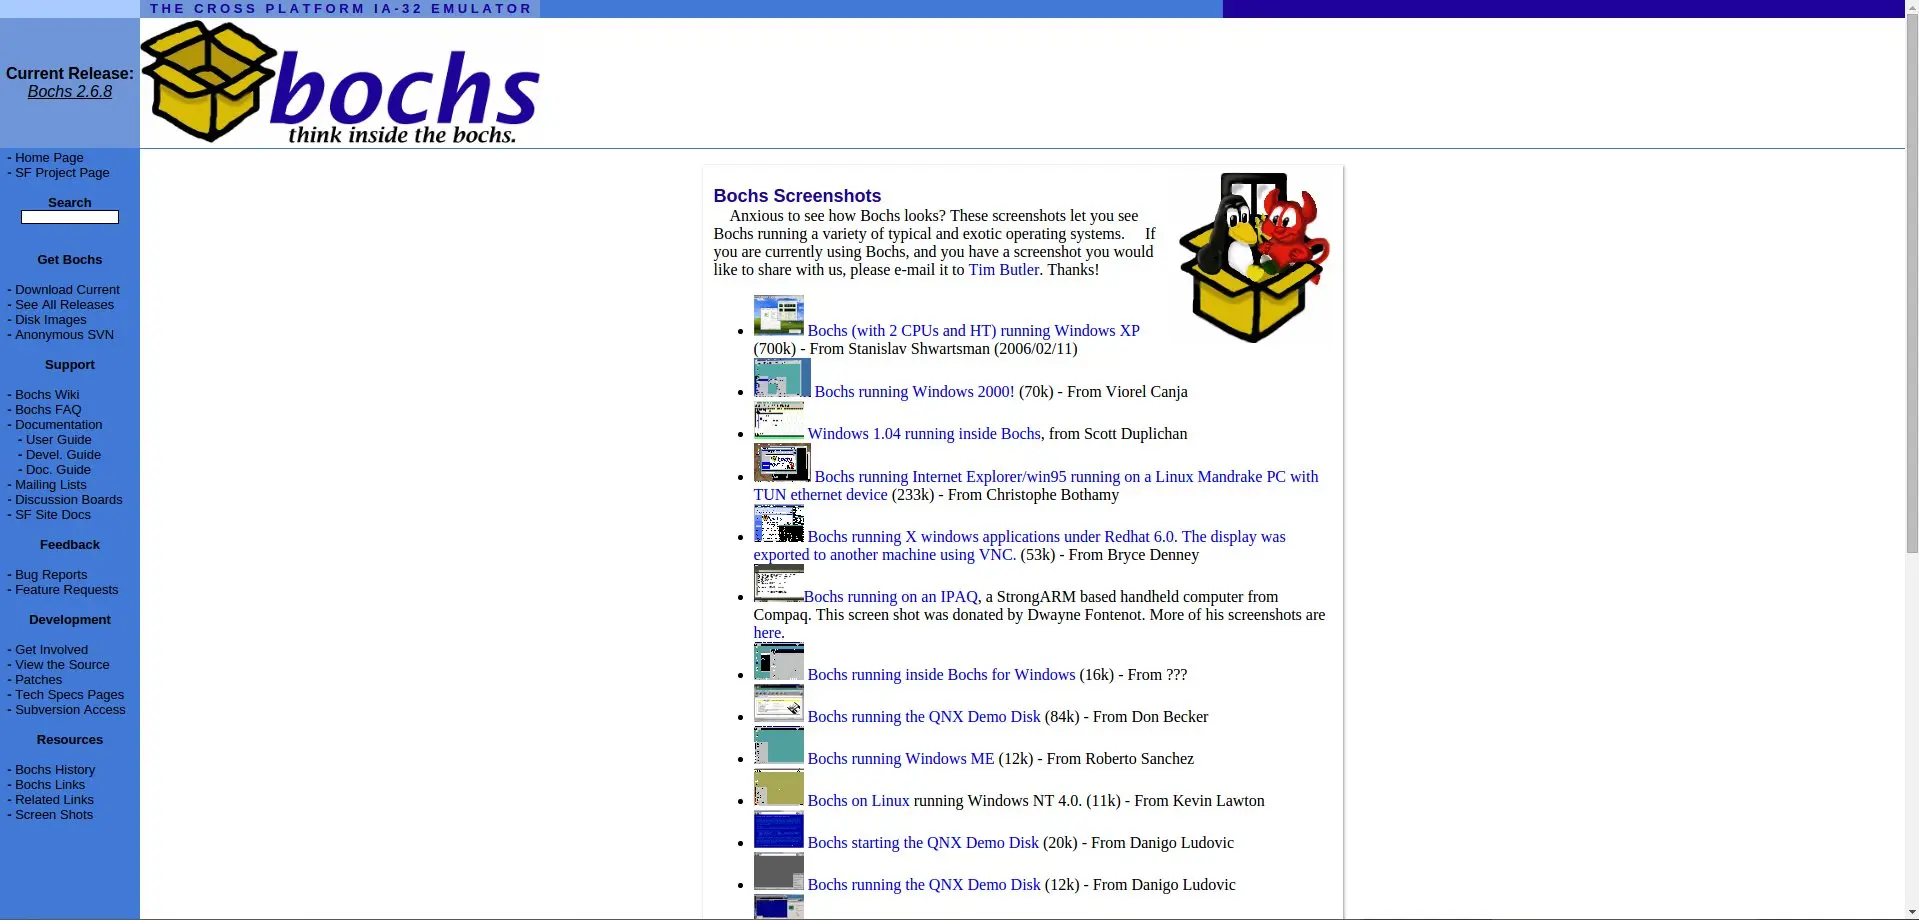 THE CROSS PLATFORM IA-32 EMULATOR
Current Release:
Bochs 2.6.8
bochs
think inside the bochs.
- Home Page
- SF Project Page
Search
Get Bochs
- Download Current
- See All Releases
- Disk Images
- Anonymous SVN
Support
- Bochs Wiki
- Bochs FAQ
- Documentation
- User Guide
- Devel. Guide
- Doc. Guide
- Mailing Lists
- Discussion Boards
- SF Site Docs
Feedback
- Bug Reports
- Feature Requests
Development
- Get Involved
- View the Source
- Patches
- Tech Specs Pages
- Subversion Access
Resources
- Bochs History
- Bochs Links
- Related Links
- Screen Shots
Bochs Screenshots
Anxious to see how Bochs looks? These screenshots let you see
Bochs running a variety of typical and exotic operating systems. If
you are currently using Bochs, and you have a screenshot you would
like to share with us, please e-mail it to Tim Butler. Thanks!
• Bochs (with 2 CPUs and HT) running Windows XP
(700k) - From Stanislav Shwartsman (2006/02/11)
• Bochs running Windows 2000! (70k) - From Viorel Canja
• Windows 1.04 running inside Bochs, from Scott Duplichan
• Bochs running Internet Explorer/win95 running on a Linux Mandrake PC with
TUN ethernet device (233k) - From Christophe Bothamy
• Bochs running X windows applications under Redhat 6.0. The display was
exported to another machine using VNC. (53k) - From Bryce Denney
• Bochs running on an IPAQ, a StrongARM based handheld computer from
Compaq. This screen shot was donated by Dwayne Fontenot. More of his screenshots are
here.
• Bochs running inside Bochs for Windows (16k) - From ???
• Bochs running the QNX Demo Disk (84k) - From Don Becker
• Bochs running Windows ME (12k) - From Roberto Sanchez
• Bochs on Linux running Windows NT 4.0. (11k) - From Kevin Lawton
• Bochs starting the QNX Demo Disk (20k) - From Danigo Ludovic
• Bochs running the QNX Demo Disk (12k) - From Danigo Ludovic